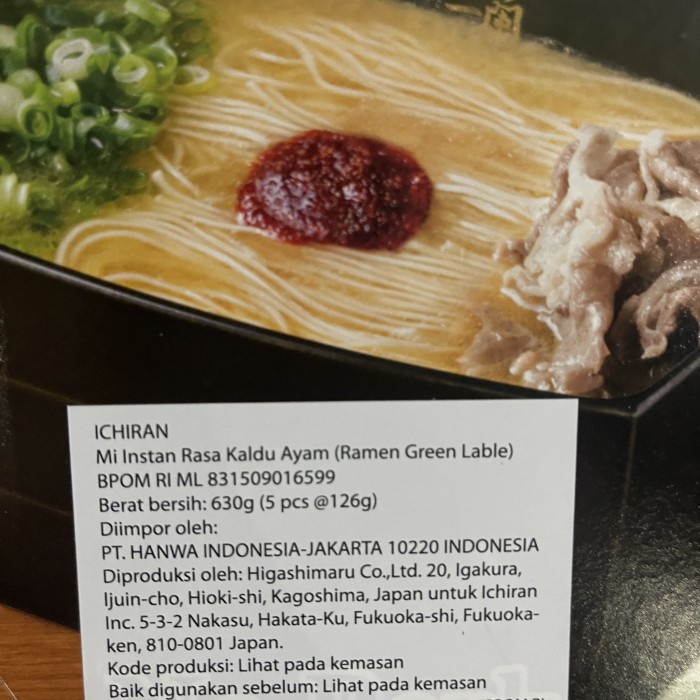 一蘭
ICHIRAN
Mi Instan Rasa Kaldu Ayam (Ramen Green Lable)
BPOM RI ML 831509016599
Berat bersih: 630g (5 pcs @126g)
Diimpor oleh:
PT. HANWA INDONESIA-JAKARTA 10220 INDONESIA
Diproduksi oleh: Higashimaru Co.,Ltd. 20, Igakura,
Ijuin-cho, Hioki-shi, Kagoshima, Japan untuk Ichiran
Inc. 5-3-2 Nakasu, Hakata-Ku, Fukuoka-shi, Fukuoka-
ken, 810-0801 Japan.
Kode produksi: Lihat pada kemasan
Baik digunakan sebelum: Lihat pada kemasan